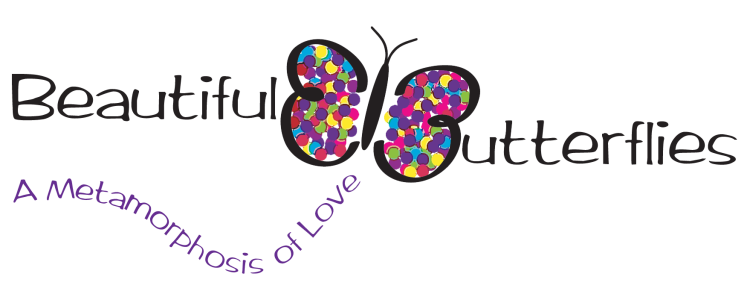 Beautiful Butterflies
A Metamorphosis of Love